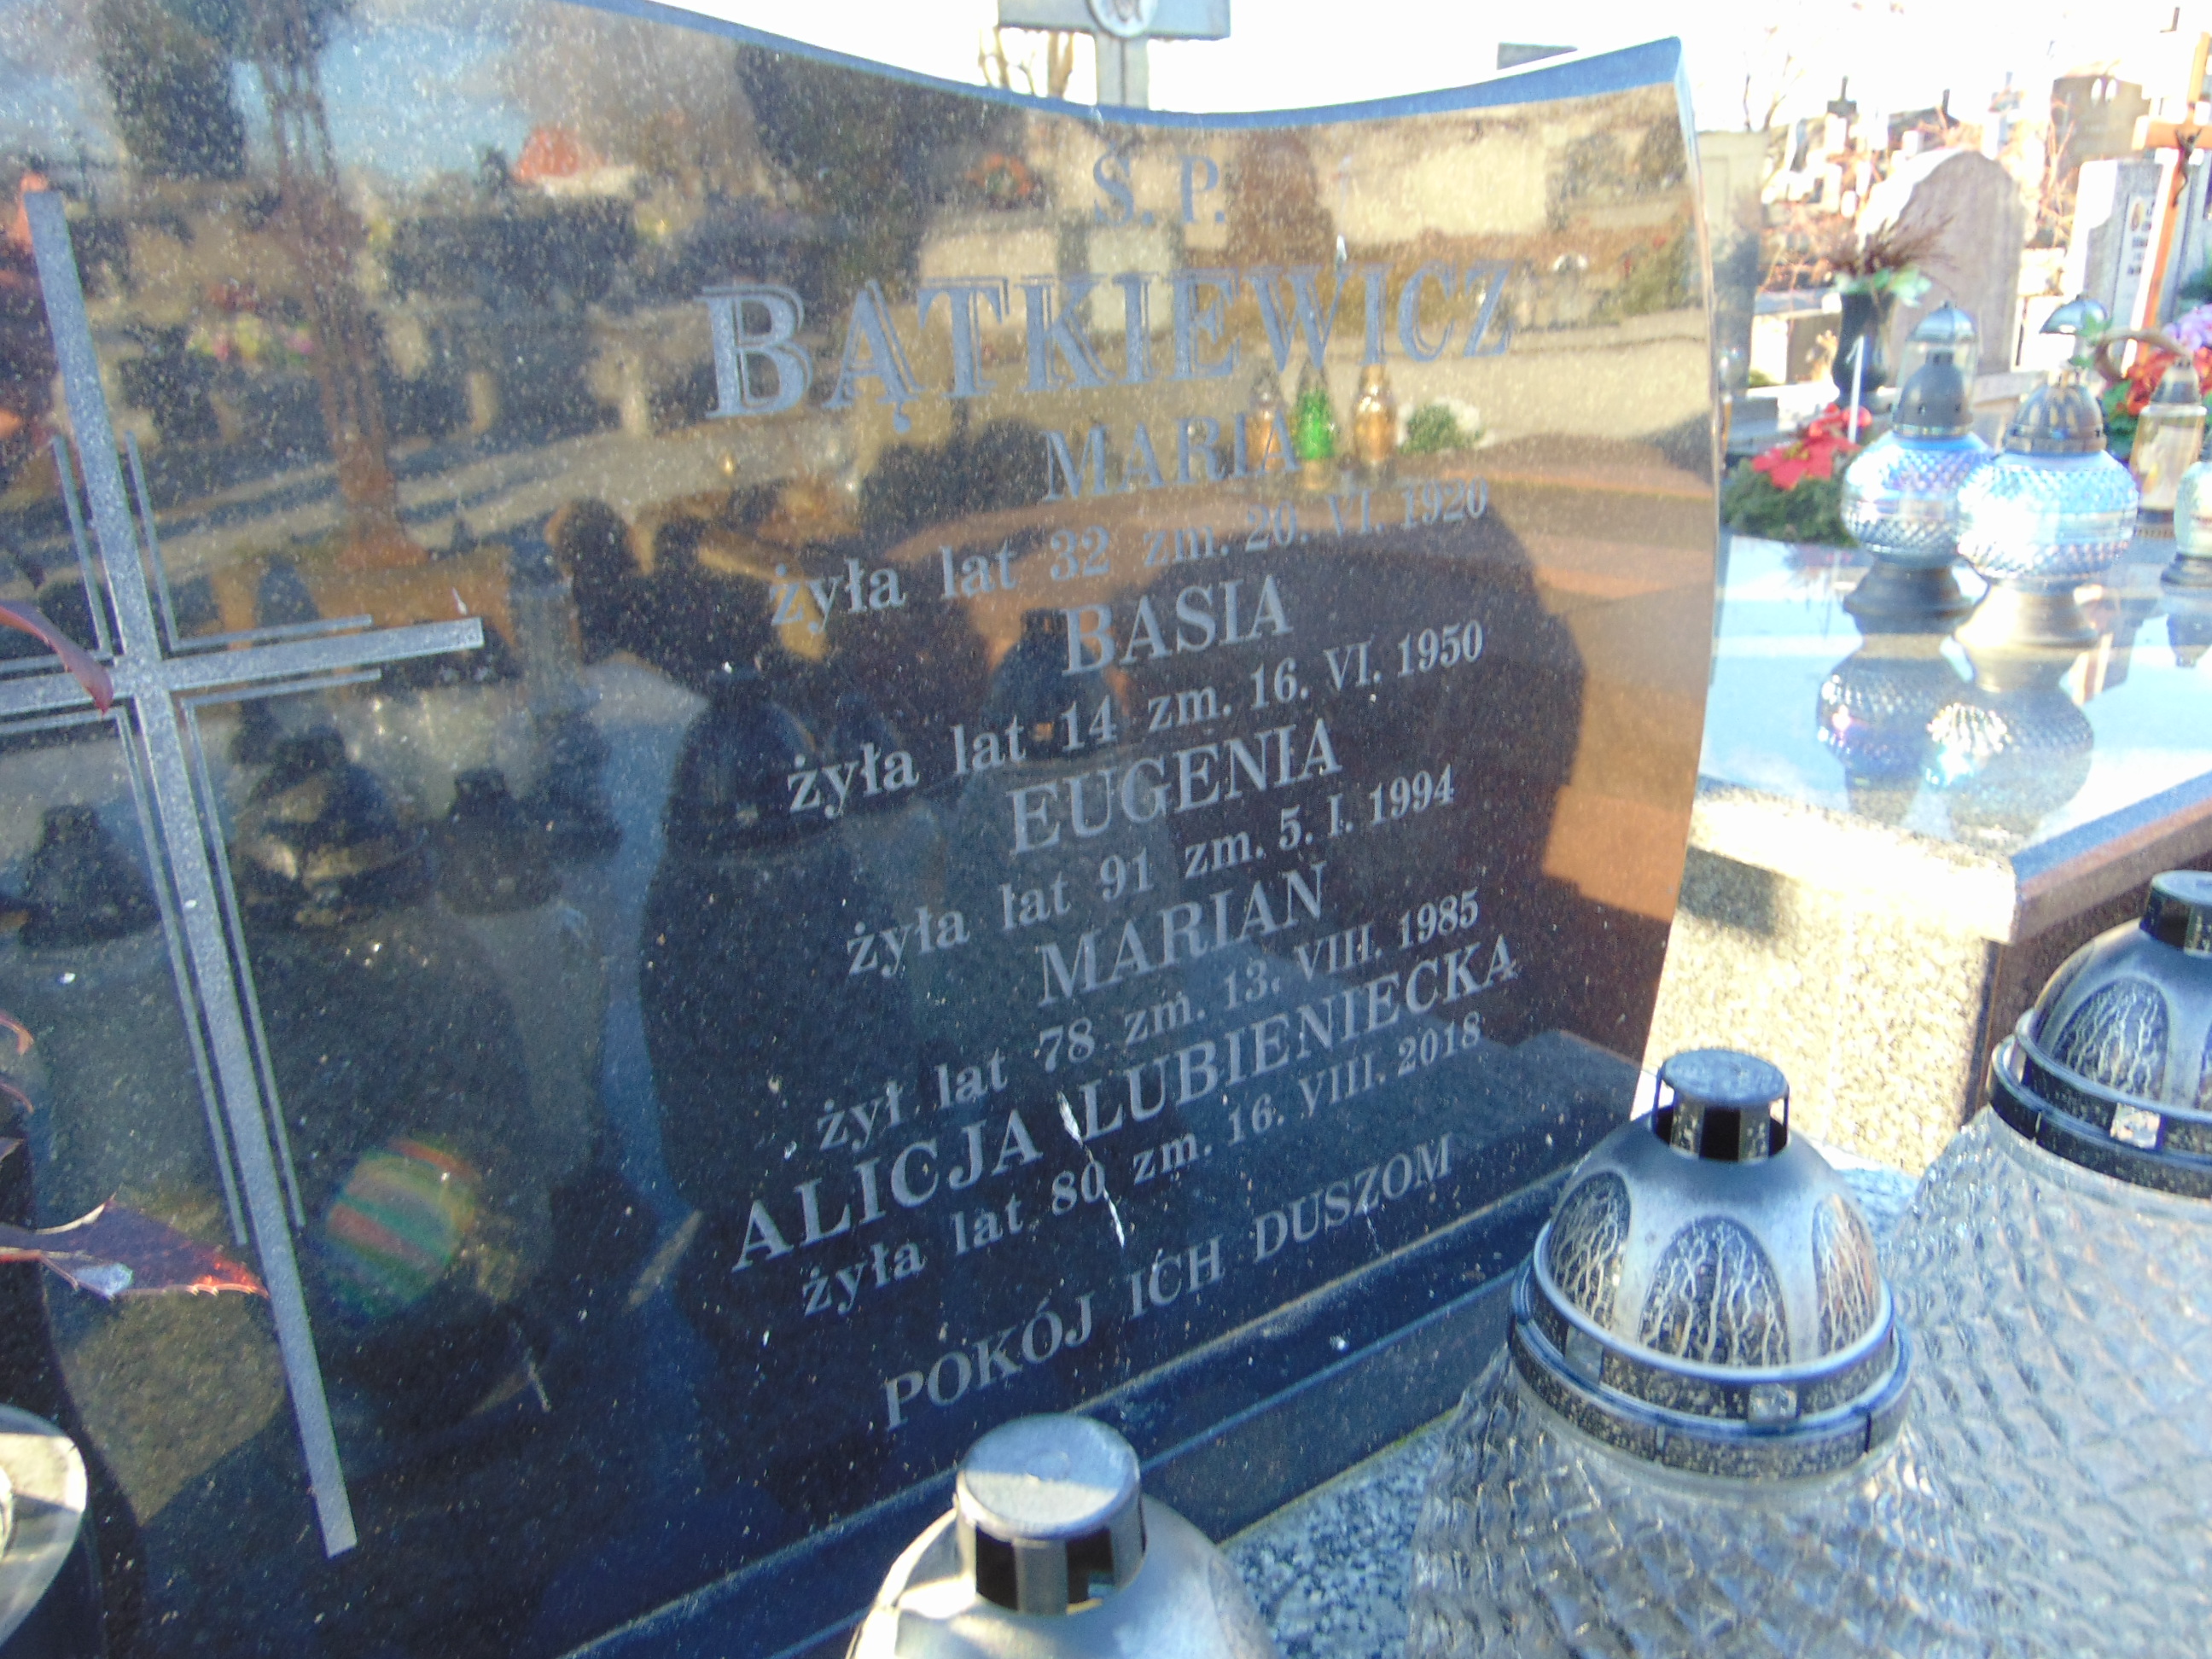 Ś. P.
BĄTKIEWICZ
MARIA
żyła lat 32 zm. 20. VI. 1920
BASIA
żyła lat 14 zm. 16. VI. 1950
EUGENIA
żyła lat 91 zm. 5. I. 1994
MARIAN
żył lat 78 zm. 13. VIII. 1985
ALICJA LUBIENIECKA
żyła lat 80 zm. 16. VIII. 2018
POKÓJ ICH DUSZOM